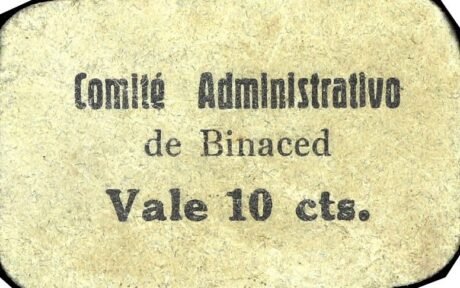 Comité Administrativo
de Binaced
Vale 10 cts.